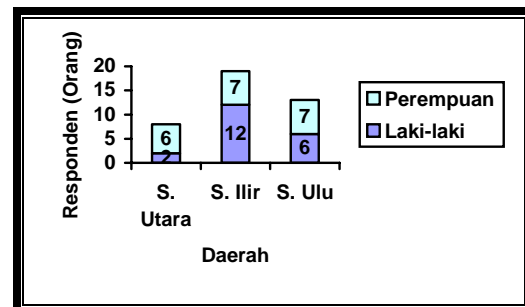 Responden (Orang)
20
15
10
5
0
6
2
7
12
7
6
S.
Utara
S. Ilir
S. Ulu
Daerah
Perempuan
Laki-laki